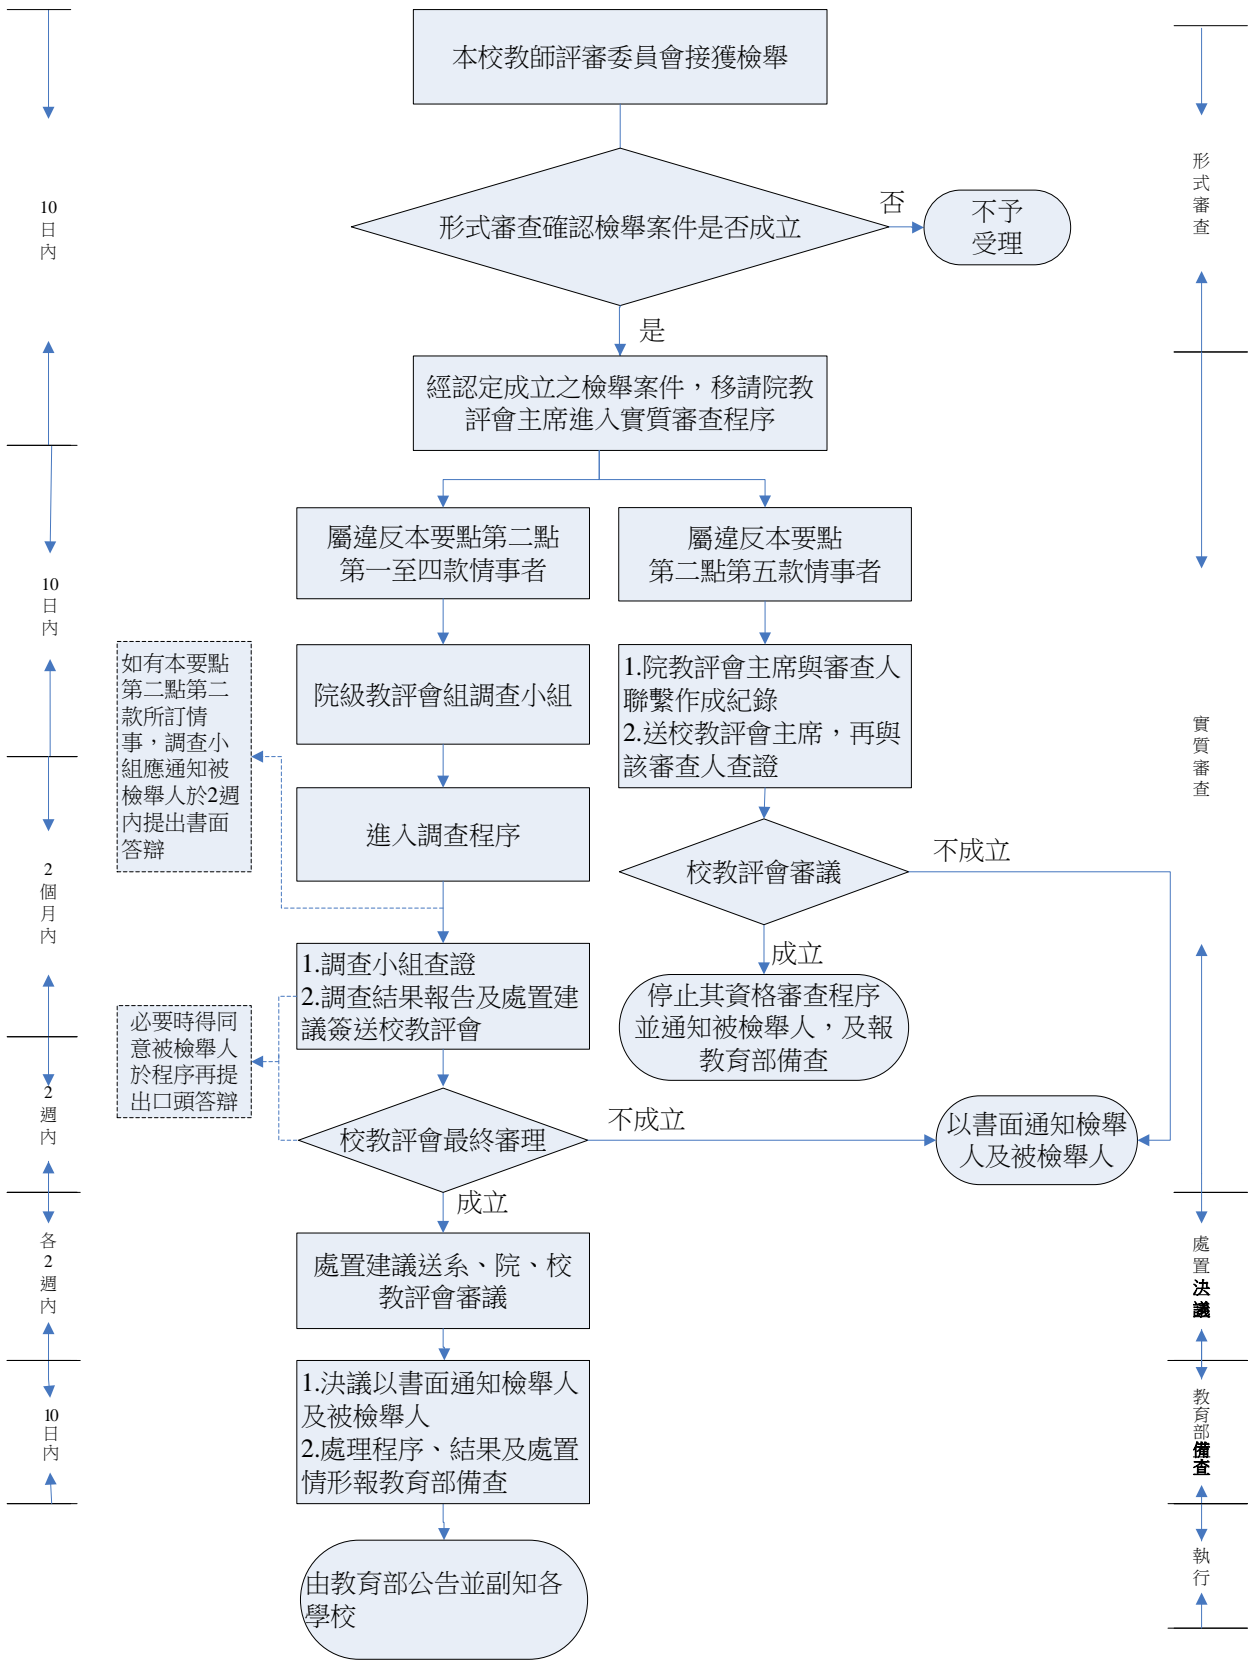 本校教師評審委員會接獲檢舉
形式審查確認檢舉案件是否成立
否
不予
受理
是
經認定成立之檢舉案件，移請院教
評會主席進入實質審查程序
屬違反本要點第二點
第一至四款情事者
屬違反本要點
第二點第五款情事者
院級教評會組調查小組
1.院教評會主席與審查人
聯繫作成紀錄
2.送校教評會主席，再與
該審查人查證
如有本要點
第二點第二
款所訂情
事，調查小
組應通知被
檢舉人於2週
內提出書面
答辯
進入調查程序
校教評會審議
不成立
成立
1.調查小組查證
2.調查結果報告及處置建
議簽送校教評會
停止其資格審查程序
並通知被檢舉人，及報
教育部備查
必要時得同
意被檢舉人
於程序再提
出口頭答辯
校教評會最終審理
不成立
以書面通知檢舉
人及被檢舉人
成立
處置建議送系、院、校
教評會審議
1.決議以書面通知檢舉人
及被檢舉人
2.處理程序、結果及處置
情形報教育部備查
由教育部公告並副知各
學校
10
日
內
10
日
內
2
個
月
內
2
週
內
各
2
週
內
10
日
內
形
式
審
查
實
質
審
查
處
置
決
議
教
育
部
備
查
執
行